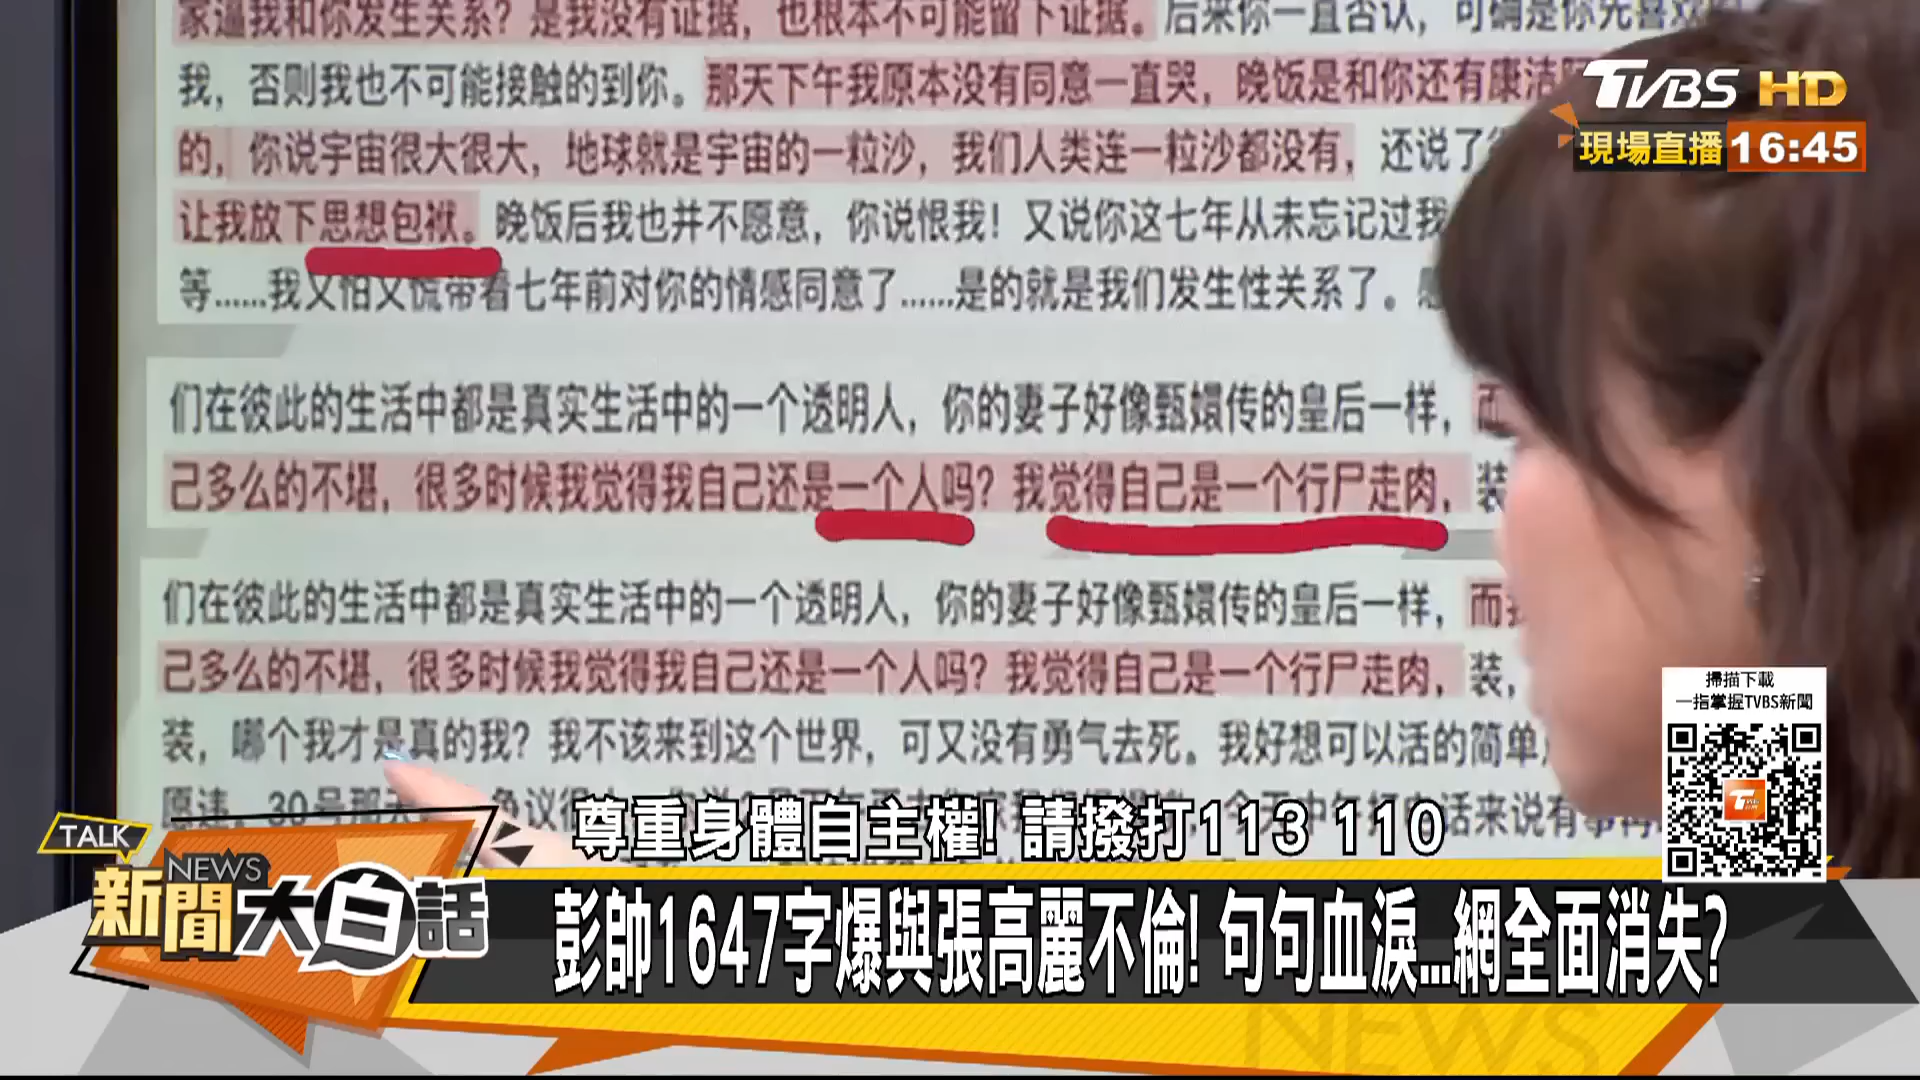 家逼我和你发生关系？是我没有证据，也根本不可能留下证据。后来你一直否认，可确是你先喜欢
我，否则我也不可能接触的到你。那天下午我原本没有同意一直哭，晚饭是和你还有康洁
的，你说宇宙很大很大，地球就是宇宙的一粒沙，我们人类连一粒沙都没有，还说了
让我放下思想包袱。晚饭后我也并不愿意，你说恨我！又说你这七年从未忘记过我
等……我又怕又慌带着七年前对你的情感同意了……是的就是我们发生性关系了。
们在彼此的生活中都是真实生活中的一个透明人，你的妻子好像甄嬛传的皇后一样，
己多么的不堪，很多时候我觉得我自己还是一个人吗？我觉得自己是一个行尸走肉，装
们在彼此的生活中都是真实生活中的一个透明人，你的妻子好像甄嬛传的皇后一样，而我
己多么的不堪，很多时候我觉得我自己还是一个人吗？我觉得自己是一个行尸走肉，装，
装，哪个我才是真的我？我不该来到这个世界，可又没有勇气去死。我好想可以活的简单
愿违。30号那天
TVBS HD
現場直播 16:45
掃描下載
一指掌握TVBS新聞
尊重身體自主權！請撥打113 110
TALK
NEWS
新聞大白話
彭帥1647字爆與張高麗不倫！句句血淚...網全面消失？
NEWS